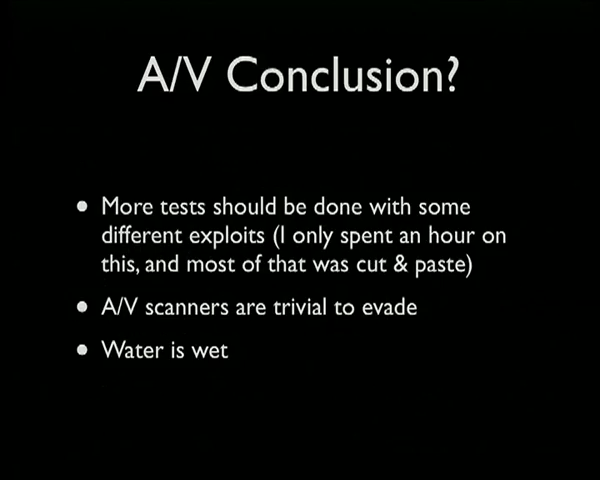 A/V Conclusion?
• More tests should be done with some
different exploits (I only spent an hour on
this, and most of that was cut & paste)
• A/V scanners are trivial to evade
• Water is wet